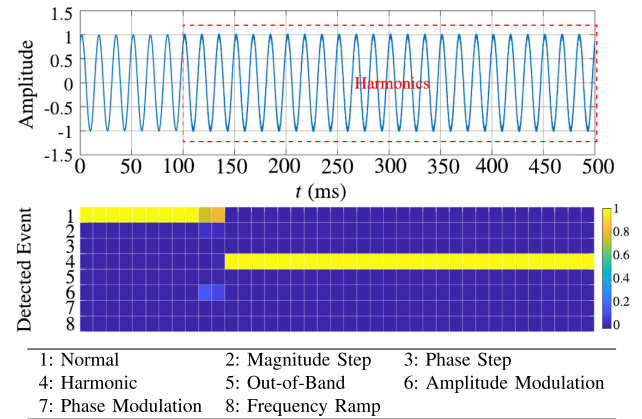 1.5
1
0.5
0
-0.5
-1
-1.5
Amplitude
Harmonics
0 50 100 150 200 250 300 350 400 450 500
t (ms)
Detected Event
1
2
3
4
5
6
7
8
1
0.8
0.6
0.4
0.2
0
1: Normal 2: Magnitude Step 3: Phase Step
4: Harmonic 5: Out-of-Band 6: Amplitude Modulation
7: Phase Modulation 8: Frequency Ramp